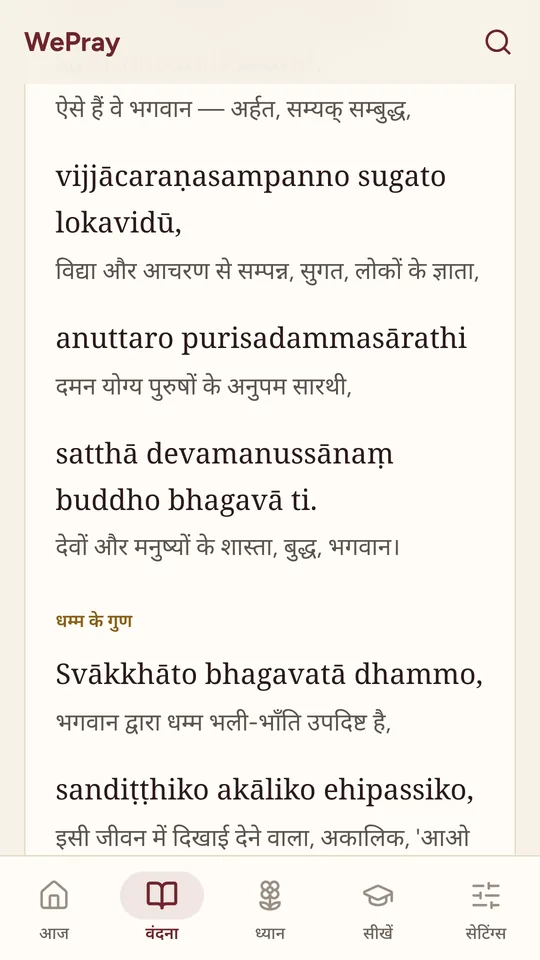 WePray
ऐसे हैं वे भगवान — अर्हत, सम्यक् सम्बुद्ध,
vijjācaraṇasampanno sugato
lokavidū,
विद्या और आचरण से सम्पन्न, सुगत, लोकों के ज्ञाता,
anuttaro purisadammasārathi
दमन योग्य पुरुषों के अनुपम सारथी,
satthā devamanussānaṃ
buddho bhagavā ti.
देवों और मनुष्यों के शास्ता, बुद्ध, भगवान।
धम्म के गुण
Svākkhāto bhagavatā dhammo,
भगवान द्वारा धम्म भली-भाँति उपदिष्ट है,
sandiṭṭhiko akāliko ehipassiko,
इसी जीवन में दिखाई देने वाला, अकालिक, 'आओ
आज
वंदना
ध्यान
सीखें
सेटिंग्स